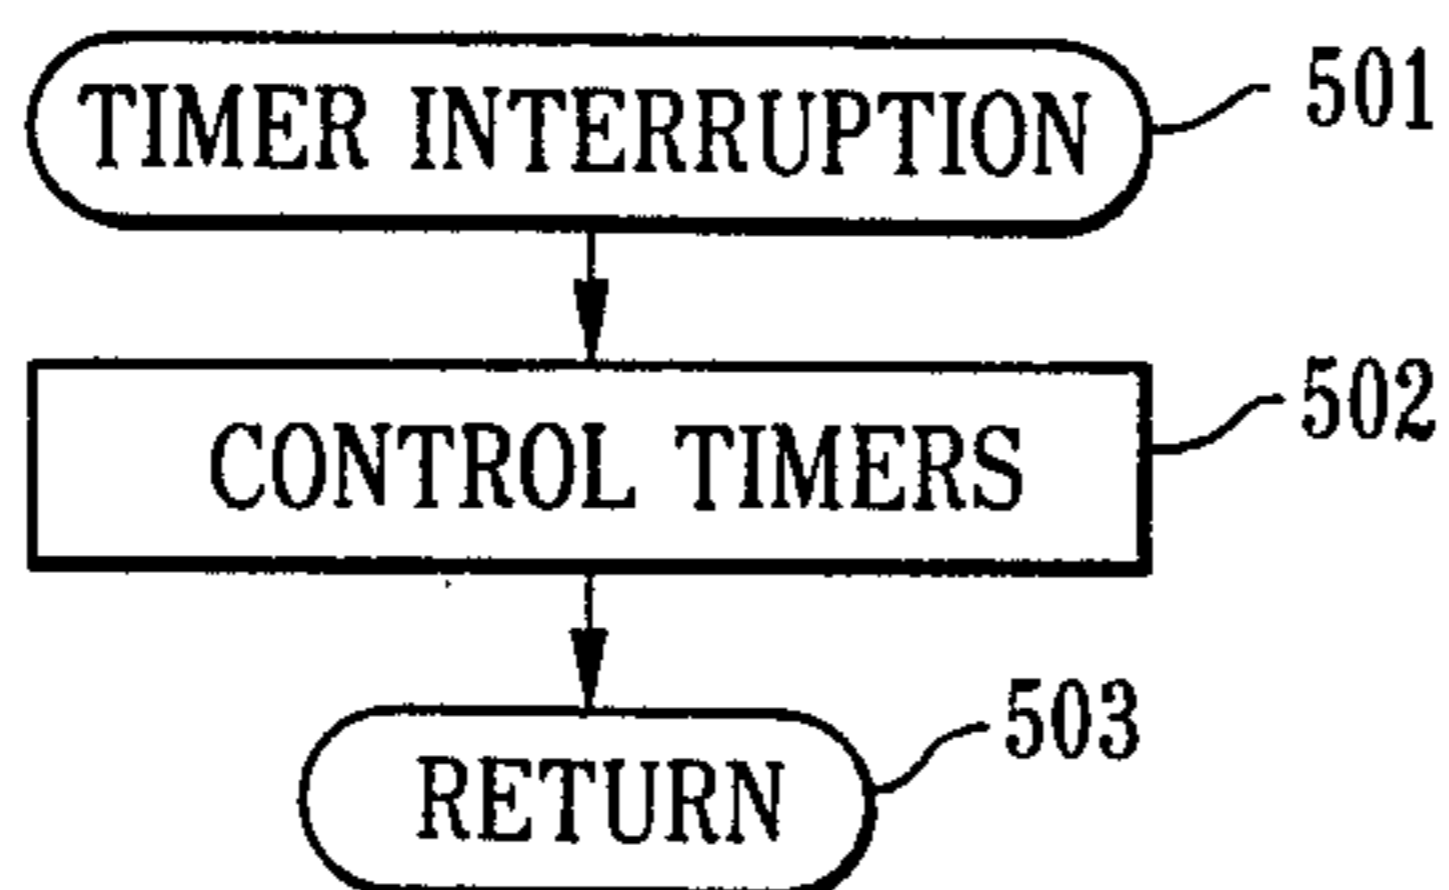 TIMER INTERRUPTION
501
CONTROL TIMERS
502
RETURN
503